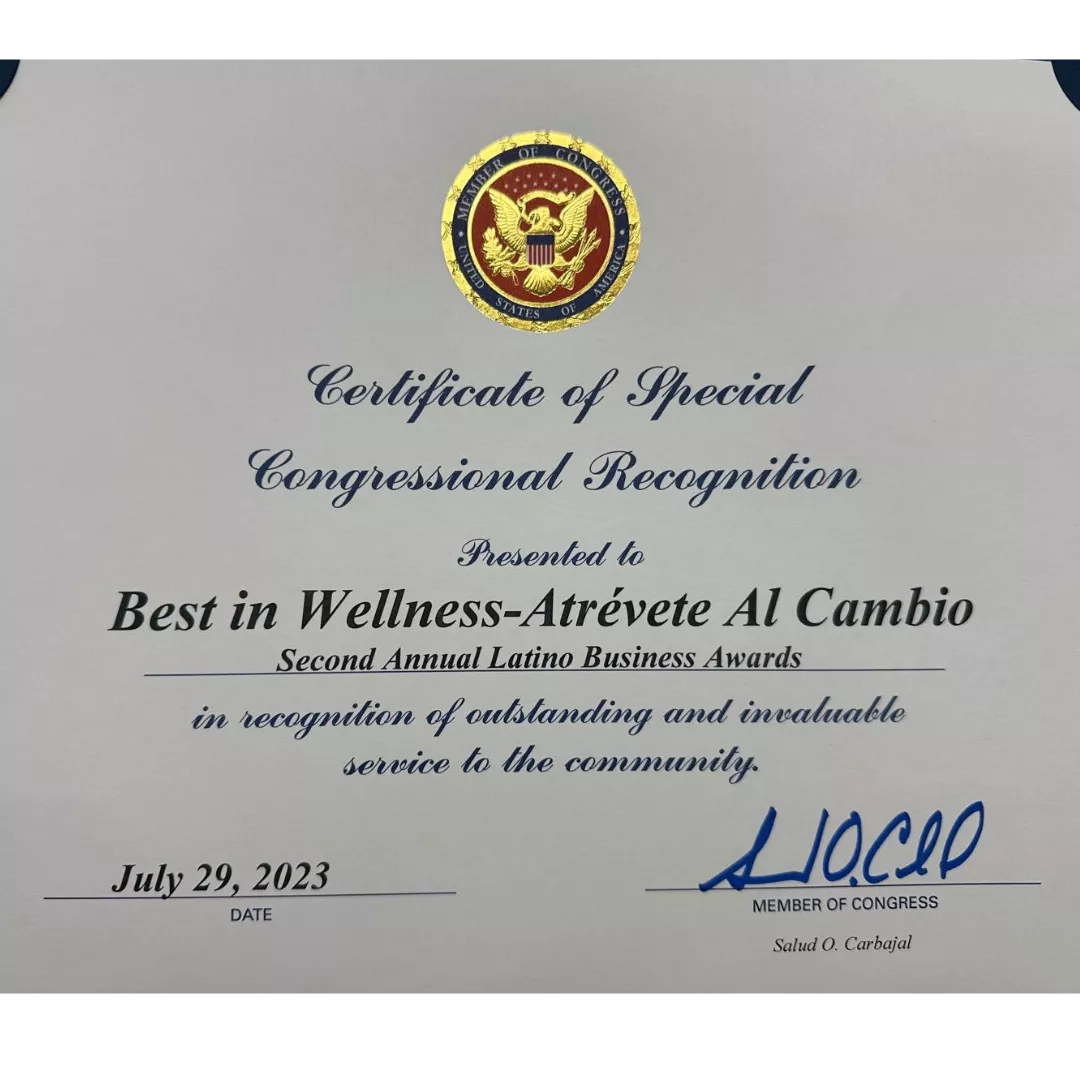 MEMBER OF CONGRESS
UNITED STATES OF AMERICA
Certificate of Special
Congressional Recognition
Presented to
Best in Wellness-Atrévete Al Cambio
Second Annual Latino Business Awards
in recognition of outstanding and invaluable
service to the community.
July 29, 2023
DATE
MEMBER OF CONGRESS
Salud O. Carbajal